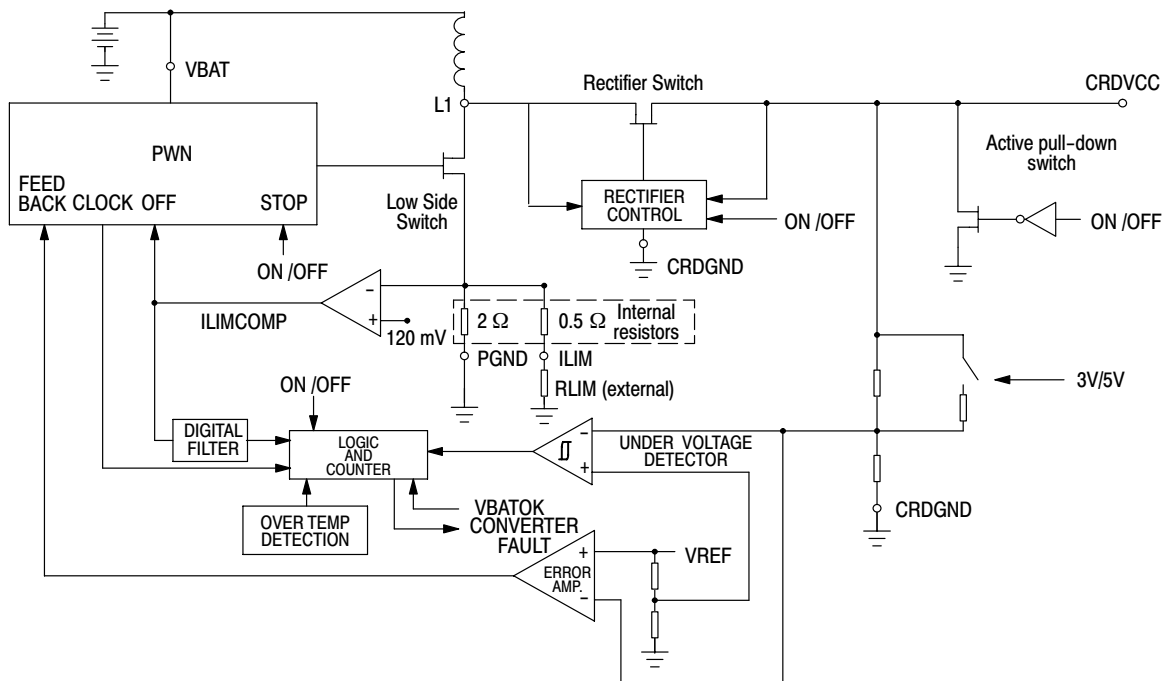 VBAT
L1
Rectifier Switch
CRDVCC
PWN
FEED
BACK
CLOCK
OFF
STOP
ON /OFF
Low Side
Switch
RECTIFIER
CONTROL
ON /OFF
CRDGND
Active pull-down
switch
ON /OFF
ILIMCOMP
-
+
120 mV
2 Ω
0.5 Ω
Internal
resistors
PGND
ILIM
RLIM (external)
3V/5V
ON /OFF
DIGITAL
FILTER
LOGIC
AND
COUNTER
-
+
UNDER VOLTAGE
DETECTOR
OVER TEMP
DETECTION
VBATOK
CONVERTER
FAULT
CRDGND
+
ERROR
AMP.
-
VREF